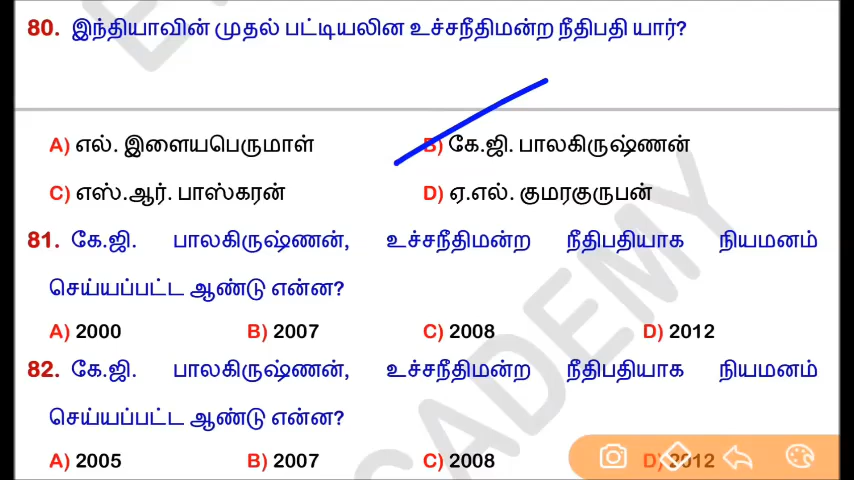 80. இந்தியாவின் முதல் பட்டியலின உச்சநீதிமன்ற நீதிபதி யார்?
A) எல். இளையபெருமாள் B) கே.ஜி. பாலகிருஷ்ணன்
C) எஸ்.ஆர். பாஸ்கரன் D) ஏ.எல். குமரகுருபன்
81. கே.ஜி. பாலகிருஷ்ணன், உச்சநீதிமன்ற நீதிபதியாக நியமனம்
செய்யப்பட்ட ஆண்டு என்ன?
A) 2000 B) 2007 C) 2008 D) 2012
82. கே.ஜி. பாலகிருஷ்ணன், உச்சநீதிமன்ற நீதிபதியாக நியமனம்
செய்யப்பட்ட ஆண்டு என்ன?
A) 2005 B) 2007 C) 2008 D) 2012
ACADEMY